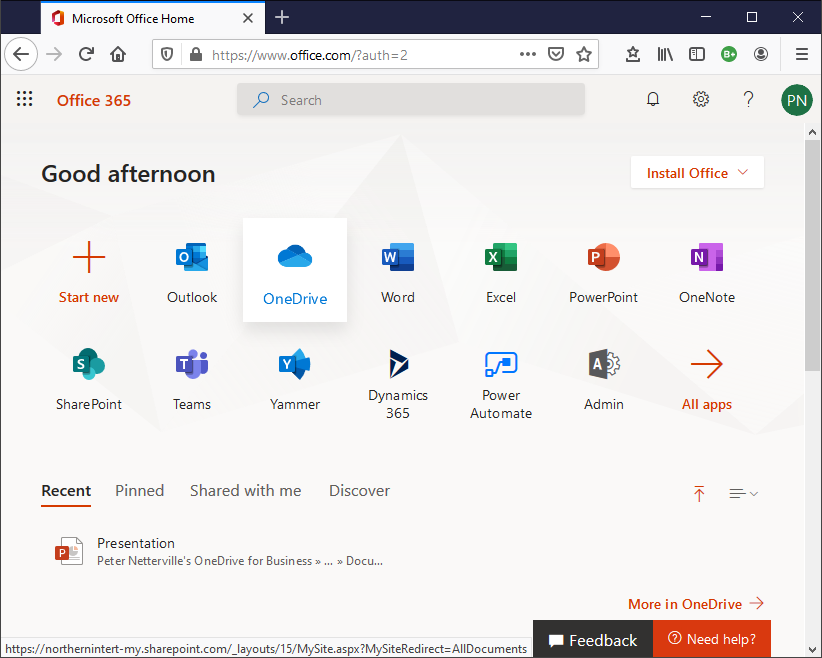 Microsoft Office Home
https://www.office.com/?auth=2
B+
Office 365
Search
?
PN
Good afternoon
Install Office
Start new
Outlook
OneDrive
Word
Excel
PowerPoint
OneNote
SharePoint
Teams
Yammer
Dynamics
365
Power
Automate
Admin
All apps
Recent
Pinned
Shared with me
Discover
Presentation
Peter Netterville's OneDrive for Business » ... » Docu...
More in OneDrive
https://northernintert-my.sharepoint.com/_layouts/15/MySite.aspx?MySiteRedirect=AllDocuments
Feedback
Need help?